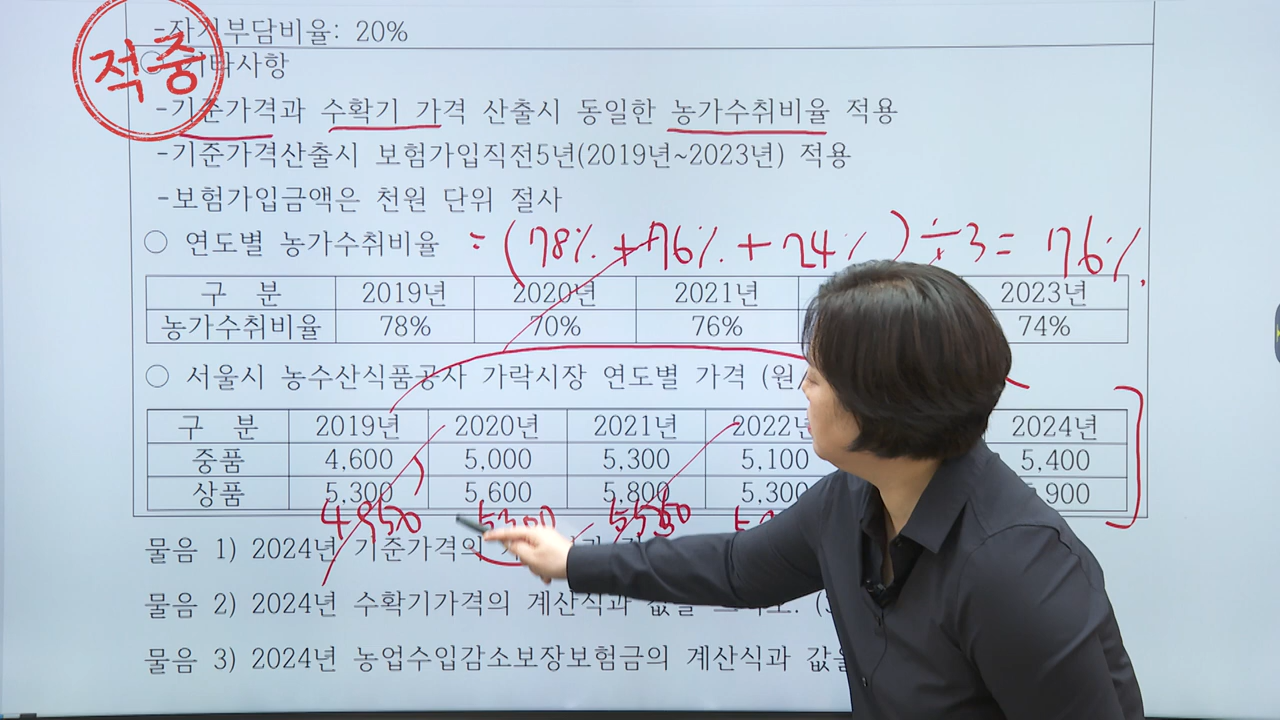 -자기부담비율: 20%
적중
○ 기타사항
-기준가격과 수확기 가격 산출시 동일한 농가수취비율 적용
-기준가격산출시 보험가입직전5년(2019년~2023년) 적용
-보험가입금액은 천원 단위 절사
○ 연도별 농가수취비율 = (78% + 76% + 74%) ÷ 3 = 76%.
구 분 2019년 2020년 2021년 2023년
농가수취비율 78% 70% 76% 74%
○ 서울시 농수산식품공사 가락시장 연도별 가격 (원/
구 분 2019년 2020년 2021년 2022년 2024년
중품 4,600 5,000 5,300 5,100 5,400
상품 5,300 5,600 5,800 5,300 5,900
4950 5300 5550
물음 1) 2024년 기준가격의
물음 2) 2024년 수확기가격의 계산식과 값을
물음 3) 2024년 농업수입감소보장보험금의 계산식과 값을